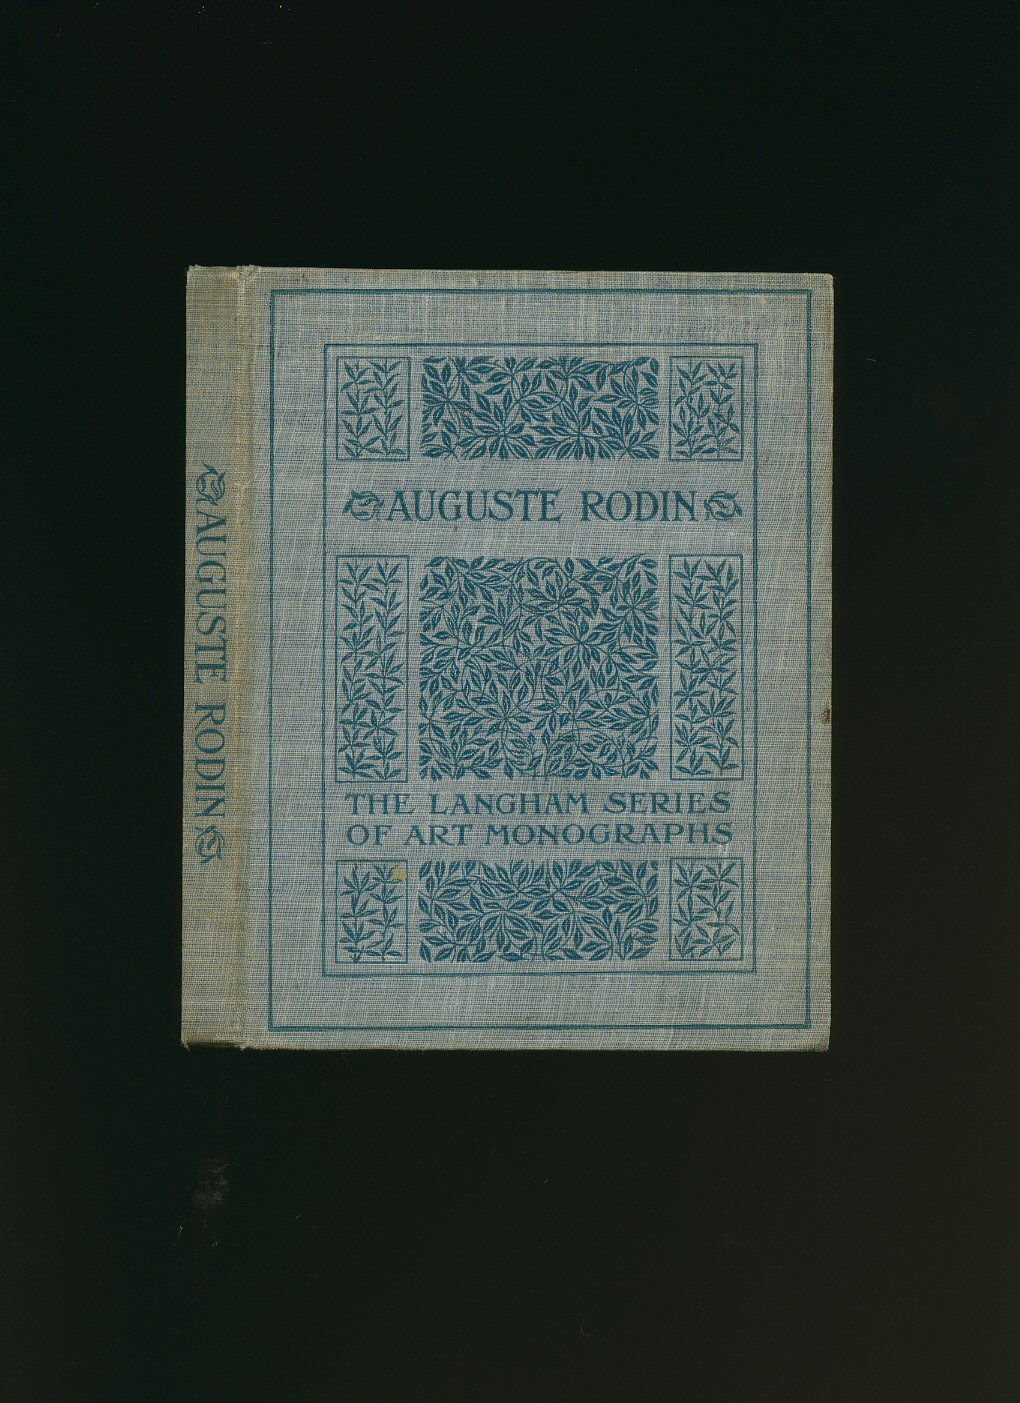 AUGUSTE RODIN
AUGUSTE RODIN
THE LANGHAM SERIES
OF ART MONOGRAPHS